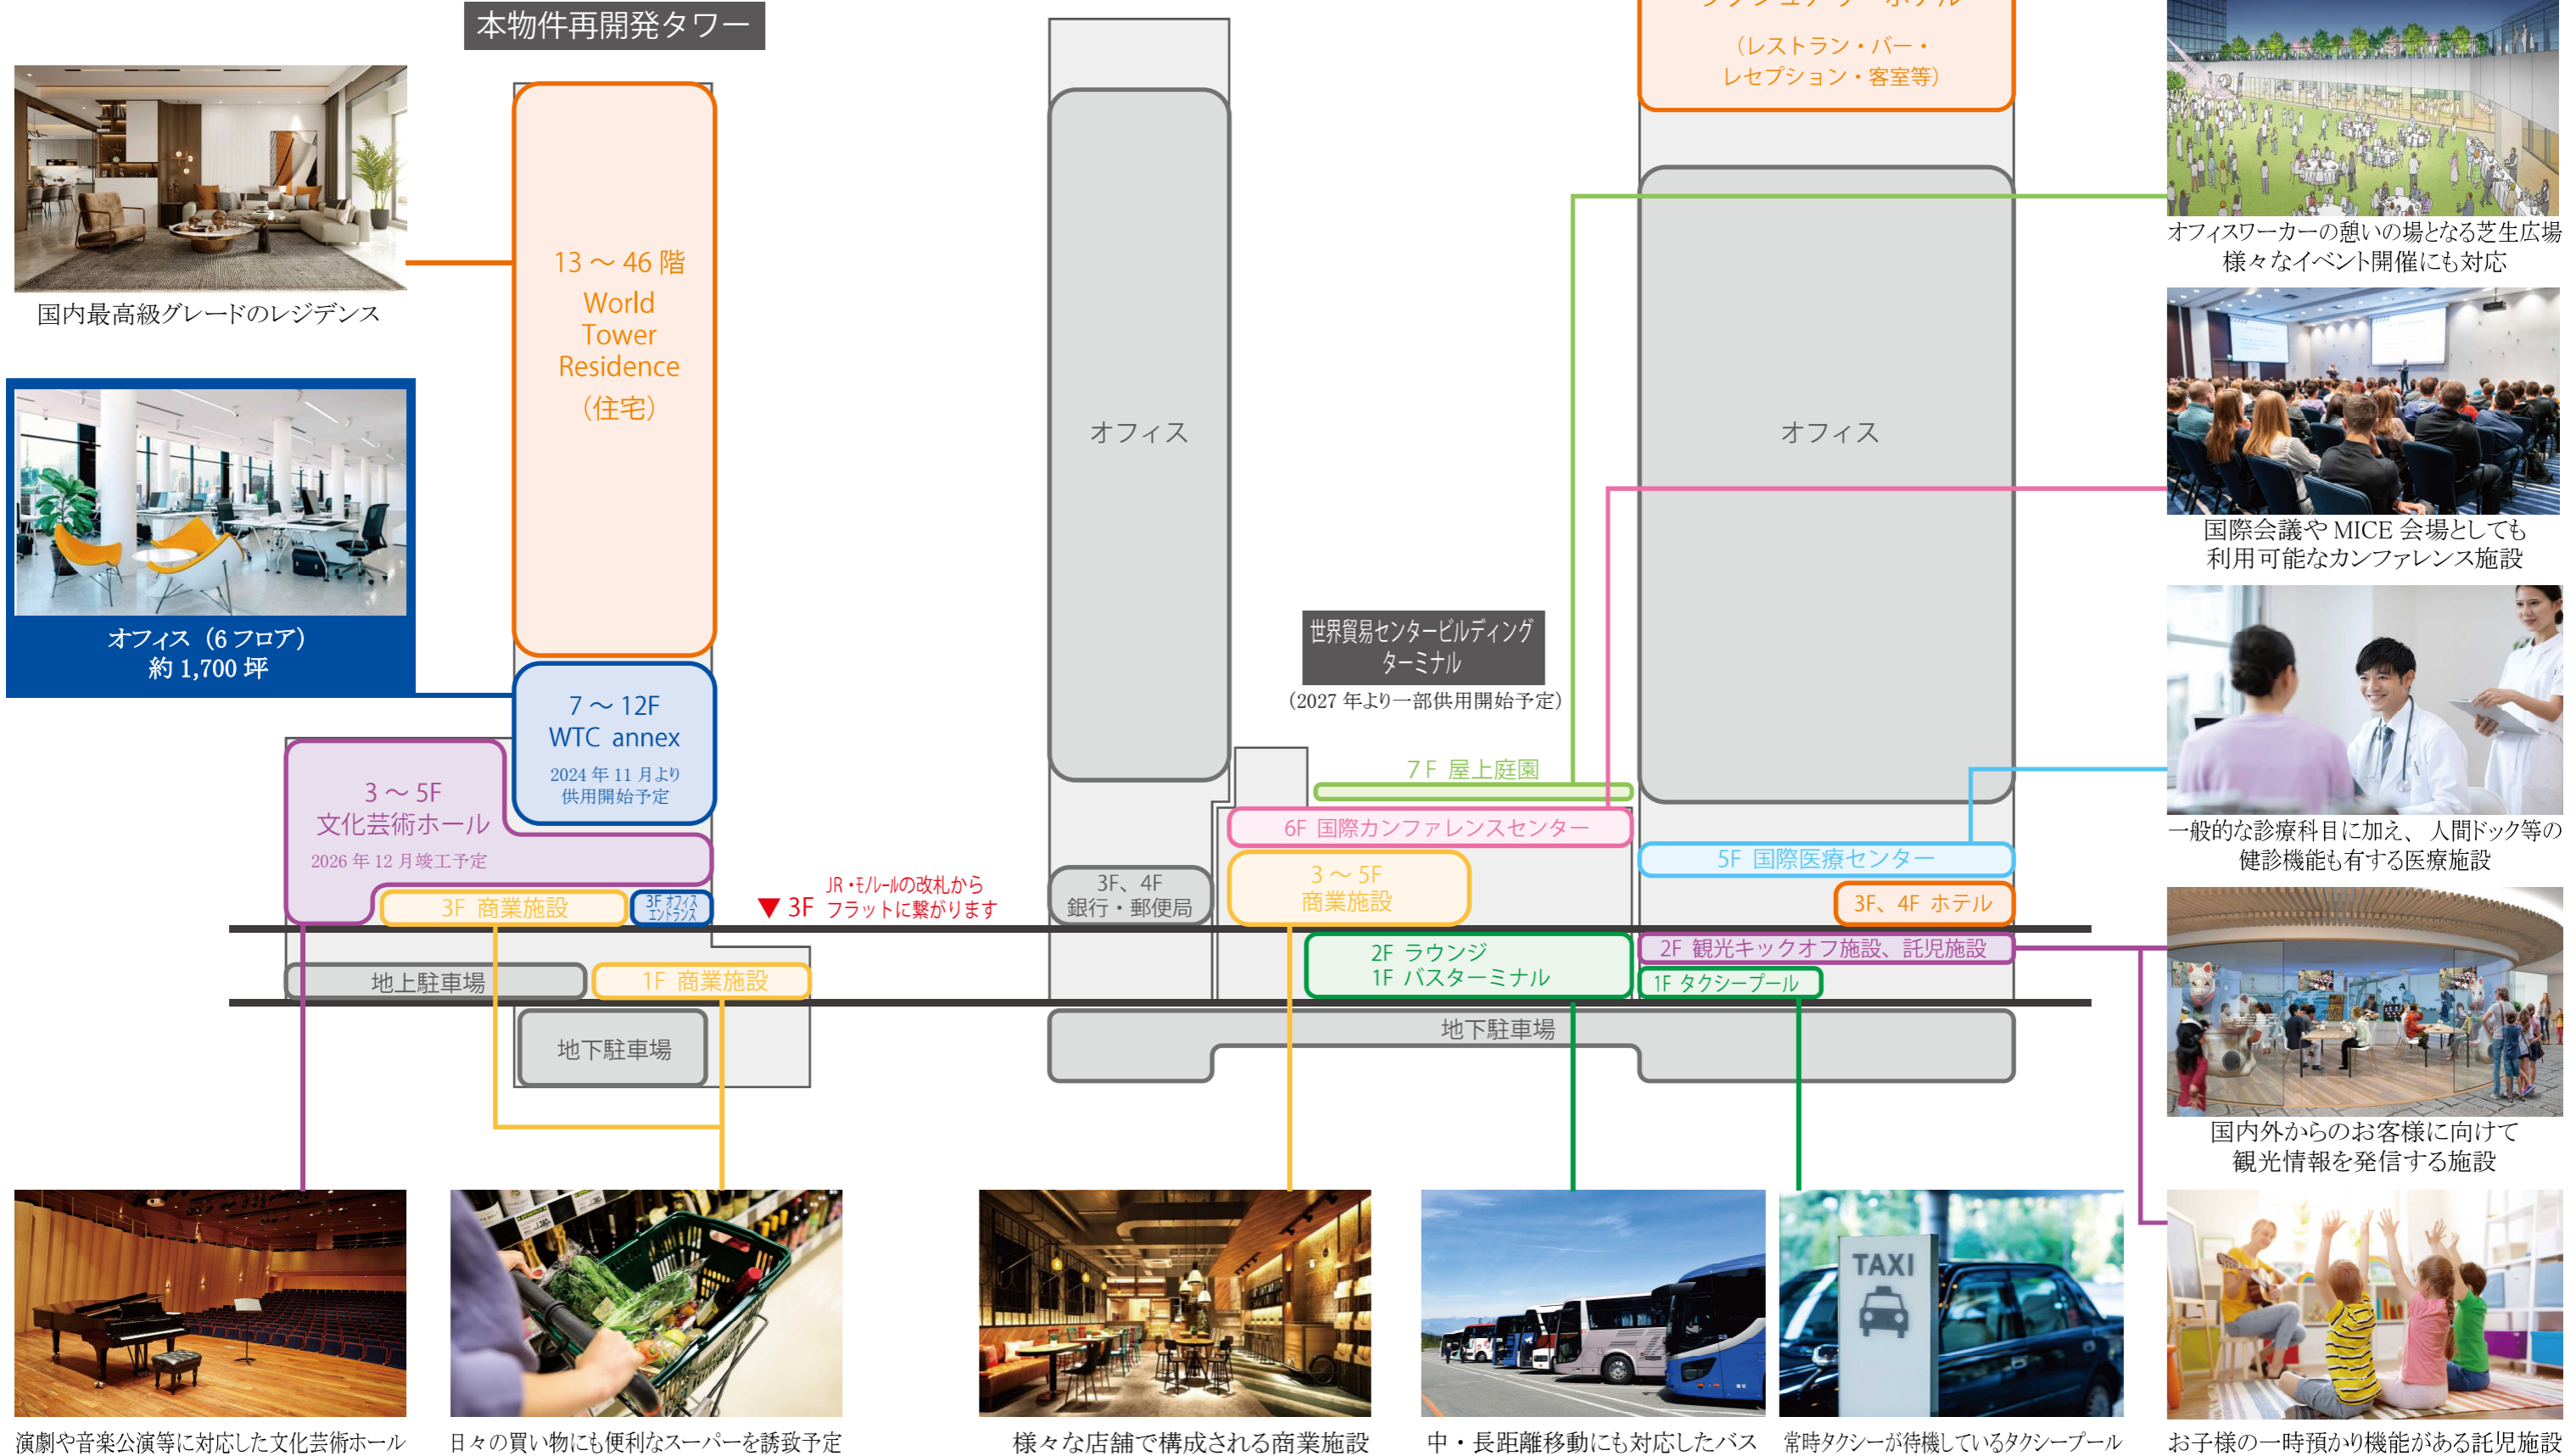 本物件再開発タワー
（レストラン・バー・
レセプション・客室等）
国内最高級グレードのレジデンス
オフィス（6 フロア）
約 1,700 坪
13 〜 46 階
World
Tower
Residence
（住宅）
7 〜 12F
WTC annex
2024 年 11 月より
供用開始予定
3 〜 5F
文化芸術ホール
2026 年 12 月竣工予定
3F 商業施設
3F オフィス
エントランス
▼ 3F
JR・モノレールの改札から
フラットに繋がります
地上駐車場
1F 商業施設
地下駐車場
オフィス
3F、4F
銀行・郵便局
世界貿易センタービルディング
ターミナル
（2027 年より一部供用開始予定）
7F 屋上庭園
6F 国際カンファレンスセンター
3 〜 5F
商業施設
2F ラウンジ
1F バスターミナル
オフィス
5F 国際医療センター
3F、4F ホテル
2F 観光キックオフ施設、託児施設
1F タクシープール
地下駐車場
オフィスワーカーの憩いの場となる芝生広場
様々なイベント開催にも対応
国際会議や MICE 会場としても
利用可能なカンファレンス施設
一般的な診療科目に加え、人間ドック等の
健診機能も有する医療施設
国内外からのお客様に向けて
観光情報を発信する施設
TAXI
演劇や音楽公演等に対応した文化芸術ホール
日々の買い物にも便利なスーパーを誘致予定
様々な店舗で構成される商業施設
中・長距離移動にも対応したバス
常時タクシーが待機しているタクシープール
お子様の一時預かり機能がある託児施設